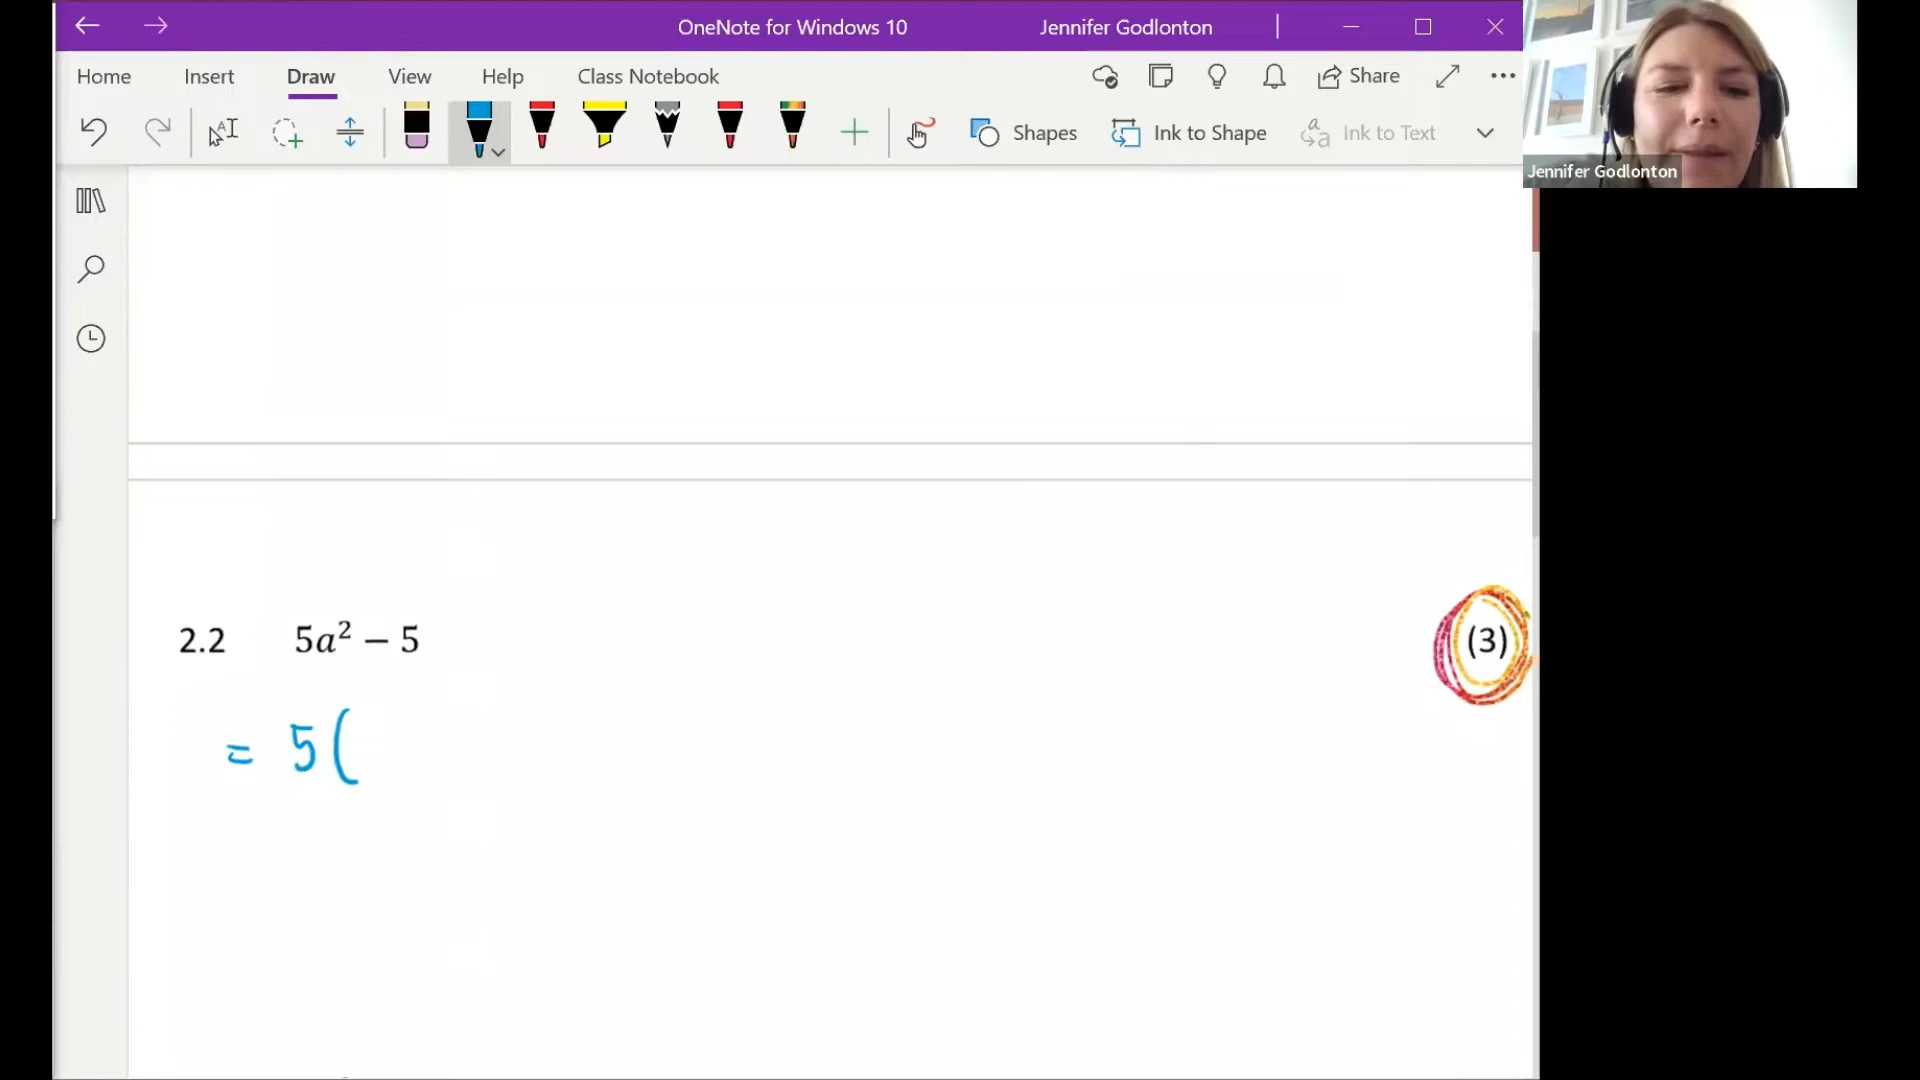 OneNote for Windows 10 Jennifer Godlonton
Home Insert Draw View Help Class Notebook Share
Shapes Ink to Shape Ink to Text
Jennifer Godlonton
2.2 5a² − 5 (3)
= 5 (